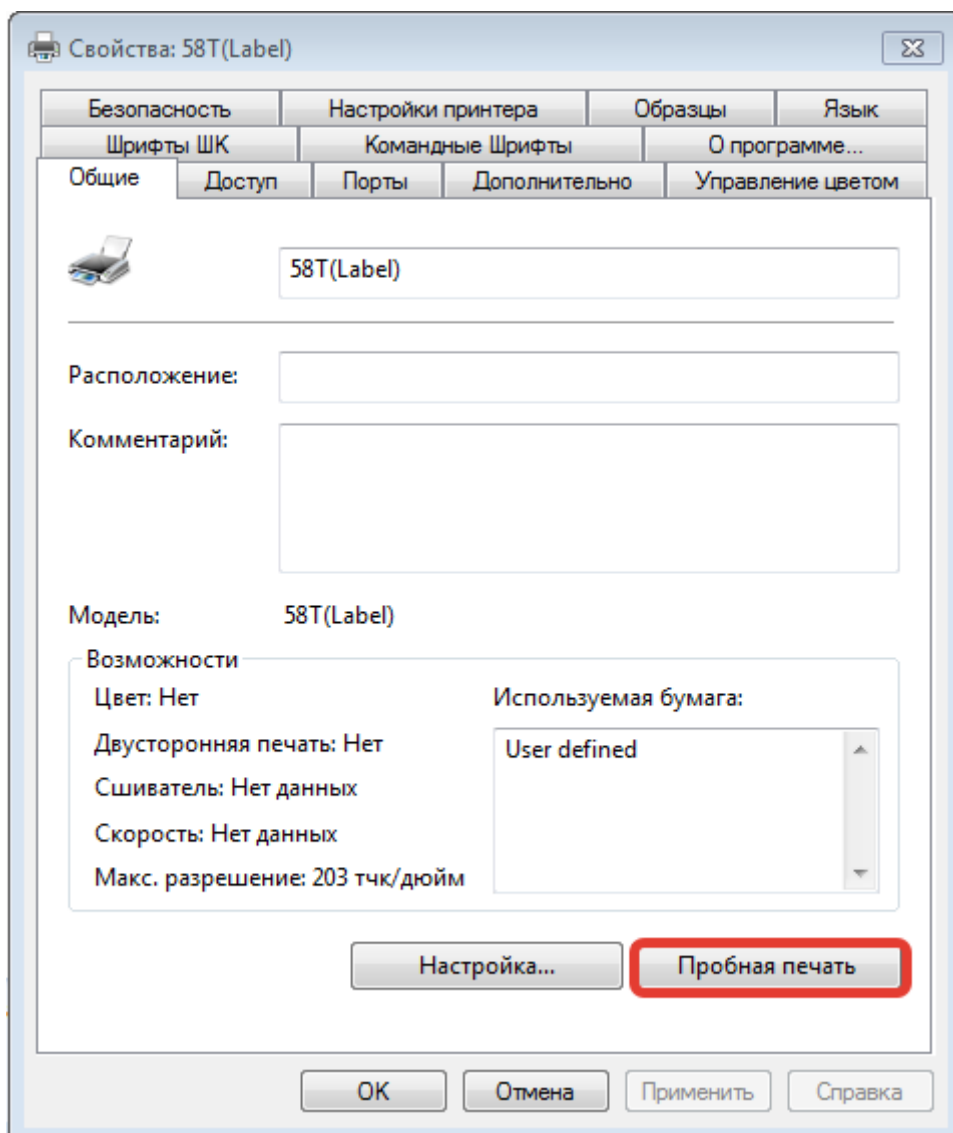 Свойства: 58T(Label)
Безопасность Настройки принтера Образцы Язык
Шрифты ШК Командные Шрифты О программе...
Общие Доступ Порты Дополнительно Управление цветом
58T(Label)
Расположение:
Комментарий:
Модель: 58T(Label)
Возможности
Цвет: Нет Используемая бумага:
Двусторонняя печать: Нет User defined
Сшиватель: Нет данных
Скорость: Нет данных
Макс. разрешение: 203 тчк/дюйм
Настройка... Пробная печать
OK Отмена Применить Справка